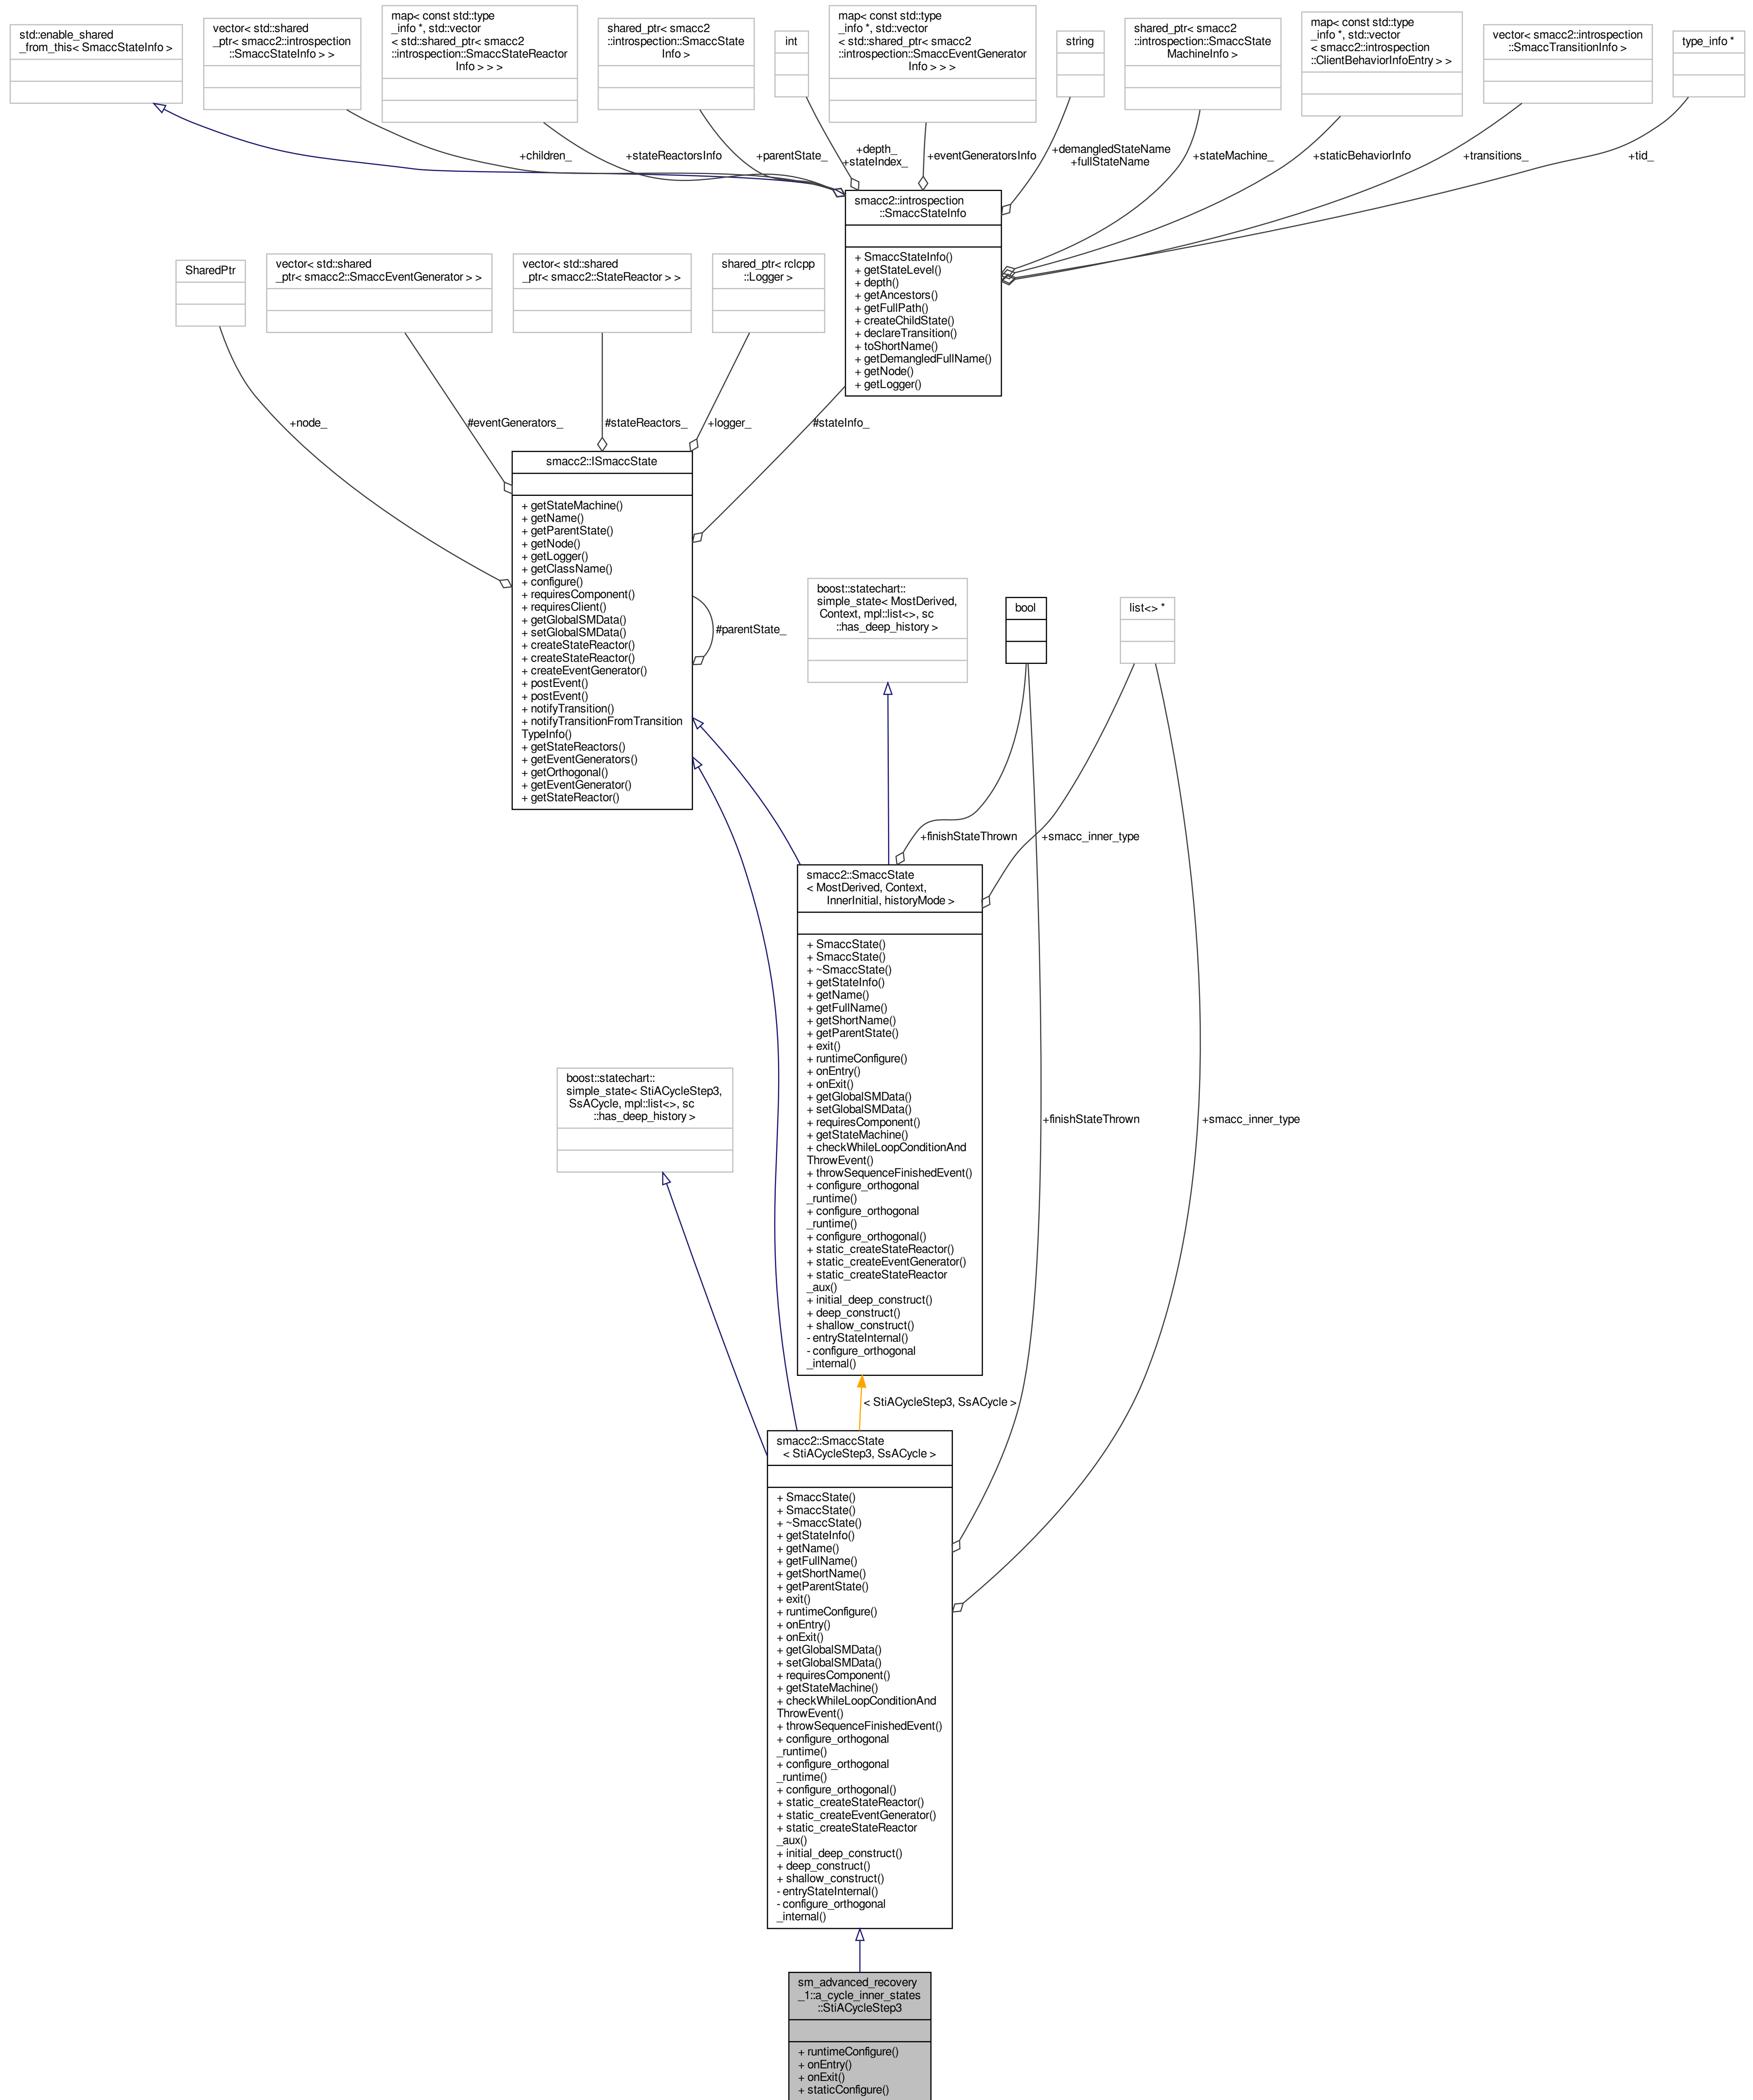 std::enable_shared
_from_this< SmaccStateInfo >
vector< std::shared
_ptr< smacc2::introspection
::SmaccStateInfo > >
map< const std::type
_info *, std::vector
< std::shared_ptr< smacc2
::introspection::SmaccStateReactor
Info > > >
shared_ptr< smacc2
::introspection::SmaccState
Info >
int
map< const std::type
_info *, std::vector
< std::shared_ptr< smacc2
::introspection::SmaccEventGenerator
Info > > >
string
shared_ptr< smacc2
::introspection::SmaccState
MachineInfo >
map< const std::type
_info *, std::vector
< smacc2::introspection
::ClientBehaviorInfoEntry > >
vector< smacc2::introspection
::SmaccTransitionInfo >
type_info *
+children_
+stateReactorsInfo
+parentState_
+depth_
+stateIndex_
+eventGeneratorsInfo
+demangledStateName
+fullStateName
+stateMachine_
+staticBehaviorInfo
+transitions_
+tid_
smacc2::introspection
::SmaccStateInfo
+ SmaccStateInfo()
+ getStateLevel()
+ depth()
+ getAncestors()
+ getFullPath()
+ createChildState()
+ declareTransition()
+ toShortName()
+ getDemangledFullName()
+ getNode()
+ getLogger()
SharedPtr
vector< std::shared
_ptr< smacc2::SmaccEventGenerator > >
vector< std::shared
_ptr< smacc2::StateReactor > >
shared_ptr< rclcpp
::Logger >
+node_
#eventGenerators_
#stateReactors_
+logger_
#stateInfo_
smacc2::ISmaccState
+ getStateMachine()
+ getName()
+ getParentState()
+ getNode()
+ getLogger()
+ getClassName()
+ configure()
+ requiresComponent()
+ requiresClient()
+ getGlobalSMData()
+ setGlobalSMData()
+ createStateReactor()
+ createStateReactor()
+ createEventGenerator()
+ postEvent()
+ postEvent()
+ notifyTransition()
+ notifyTransitionFromTransition
TypeInfo()
+ getStateReactors()
+ getEventGenerators()
+ getOrthogonal()
+ getEventGenerator()
+ getStateReactor()
#parentState_
boost::statechart::
simple_state< MostDerived,
Context, mpl::list<>, sc
::has_deep_history >
bool
list<> *
+finishStateThrown
+smacc_inner_type
smacc2::SmaccState
< MostDerived, Context,
InnerInitial, historyMode >
+ SmaccState()
+ SmaccState()
+ ~SmaccState()
+ getStateInfo()
+ getName()
+ getFullName()
+ getShortName()
+ getParentState()
+ exit()
+ runtimeConfigure()
+ onEntry()
+ onExit()
+ getGlobalSMData()
+ setGlobalSMData()
+ requiresComponent()
+ getStateMachine()
+ checkWhileLoopConditionAnd
ThrowEvent()
+ throwSequenceFinishedEvent()
+ configure_orthogonal
_runtime()
+ configure_orthogonal
_runtime()
+ configure_orthogonal()
+ static_createStateReactor()
+ static_createEventGenerator()
+ static_createStateReactor
_aux()
+ initial_deep_construct()
+ deep_construct()
+ shallow_construct()
- entryStateInternal()
- configure_orthogonal
_internal()
boost::statechart::
simple_state< StiACycleStep3,
SsACycle, mpl::list<>, sc
::has_deep_history >
+finishStateThrown
+smacc_inner_type
< StiACycleStep3, SsACycle >
smacc2::SmaccState
< StiACycleStep3, SsACycle >
+ SmaccState()
+ SmaccState()
+ ~SmaccState()
+ getStateInfo()
+ getName()
+ getFullName()
+ getShortName()
+ getParentState()
+ exit()
+ runtimeConfigure()
+ onEntry()
+ onExit()
+ getGlobalSMData()
+ setGlobalSMData()
+ requiresComponent()
+ getStateMachine()
+ checkWhileLoopConditionAnd
ThrowEvent()
+ throwSequenceFinishedEvent()
+ configure_orthogonal
_runtime()
+ configure_orthogonal
_runtime()
+ configure_orthogonal()
+ static_createStateReactor()
+ static_createEventGenerator()
+ static_createStateReactor
_aux()
+ initial_deep_construct()
+ deep_construct()
+ shallow_construct()
- entryStateInternal()
- configure_orthogonal
_internal()
sm_advanced_recovery
_1::a_cycle_inner_states
::StiACycleStep3
+ runtimeConfigure()
+ onEntry()
+ onExit()
+ staticConfigure()